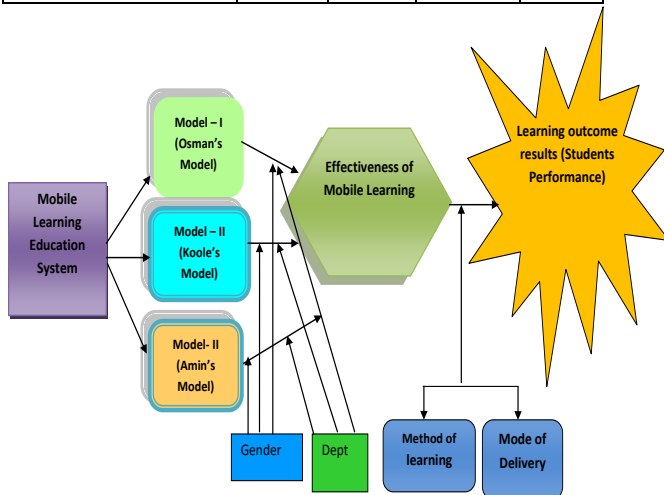 Mobile
Learning
Education
System
Model – I
(Osman's
Model)
Model – II
(Koole's
Model)
Model- II
(Amin's
Model)
Effectiveness of
Mobile Learning
Learning outcome
results (Students
Performance)
Gender
Dept
Method of
learning
Mode of
Delivery